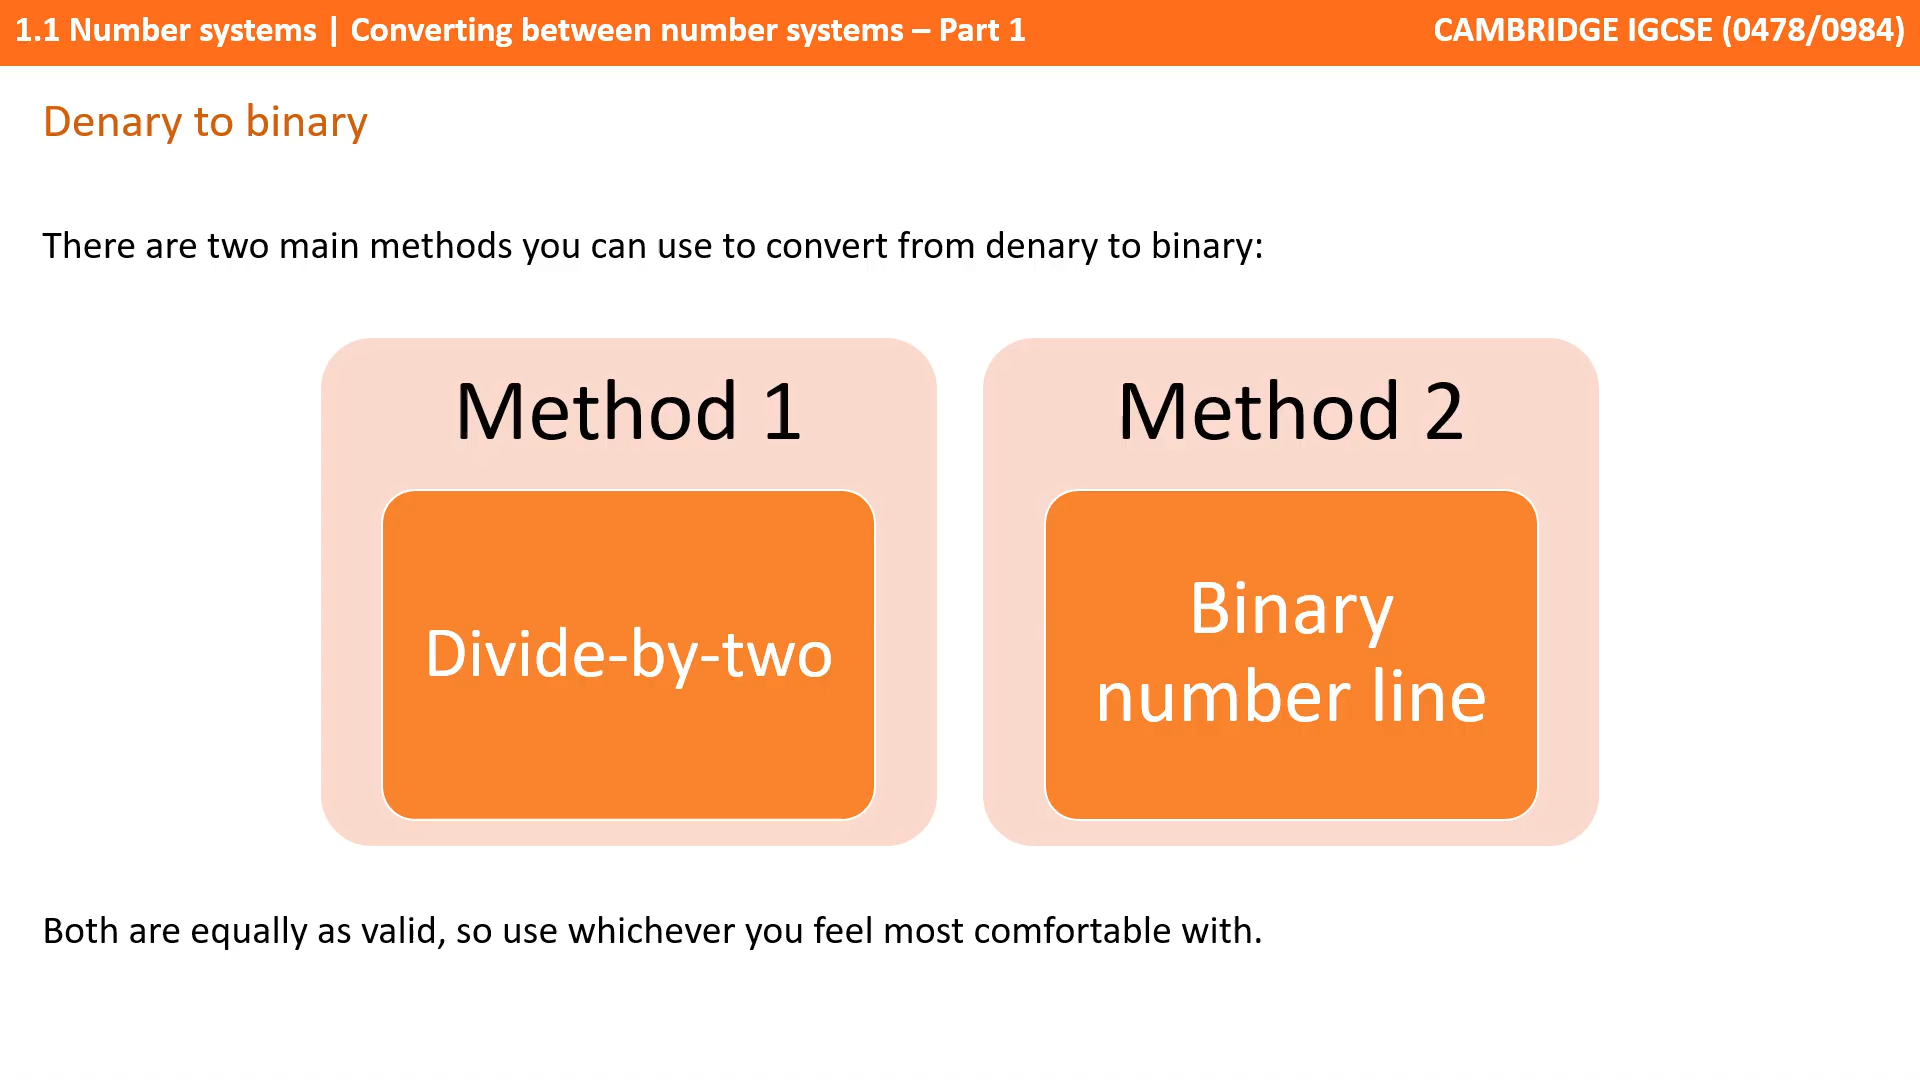 1.1 Number systems | Converting between number systems – Part 1
CAMBRIDGE IGCSE (0478/0984)
Denary to binary
There are two main methods you can use to convert from denary to binary:
Method 1
Divide-by-two
Method 2
Binary
number line
Both are equally as valid, so use whichever you feel most comfortable with.